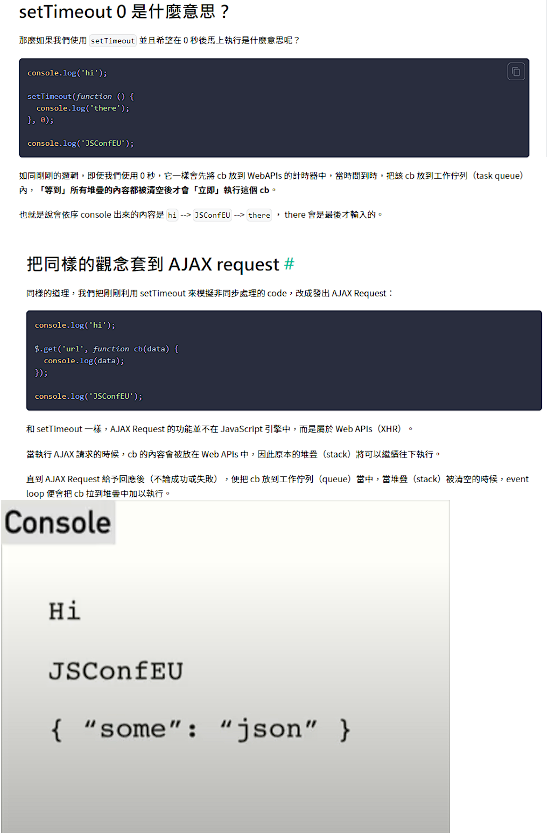 setTimeout 0 是什麼意思？
那麼如果我們使用 setTimeout 並且希望在 0 秒後馬上執行是什麼意思呢？
console.log('hi');
setTimeout(function () {
console.log('there');
}, 0);
console.log('JSConfEU');
如同剛剛的邏輯，即使我們使用 0 秒，它一樣會先將 cb 放到 WebAPIs 的計時器中，當時間到時，把該 cb 放到工作佇列（task queue）
內，「等到」所有堆疊的內容都被清空後才會「立即」執行這個 cb。
也就是說會依序 console 出來的內容是 hi --> JSConfEU --> there ， there 會是最後才輸入的。
把同樣的觀念套到 AJAX request #
同樣的道理，我們把剛剛利用 setTimeout 來模擬非同步處理的 code，改成發出 AJAX Request：
console.log('hi');
$.get('url', function cb(data) {
console.log(data);
});
console.log('JSConfEU');
和 setTimeout 一樣，AJAX Request 的功能並不在 JavaScript 引擎中，而是屬於 Web APIs（XHR）。
當執行 AJAX 請求的時候，cb 的內容會被放在 Web APIs 中，因此原本的堆疊（stack）將可以繼續往下執行。
直到 AJAX Request 給予回應後（不論成功或失敗），便把 cb 放到工作佇列（queue）當中，當堆疊（stack）被清空的時候，event
loop 便會把 cb 拉到堆疊中加以執行。
Console
Hi
JSConfEU
{ “some”: “json” }